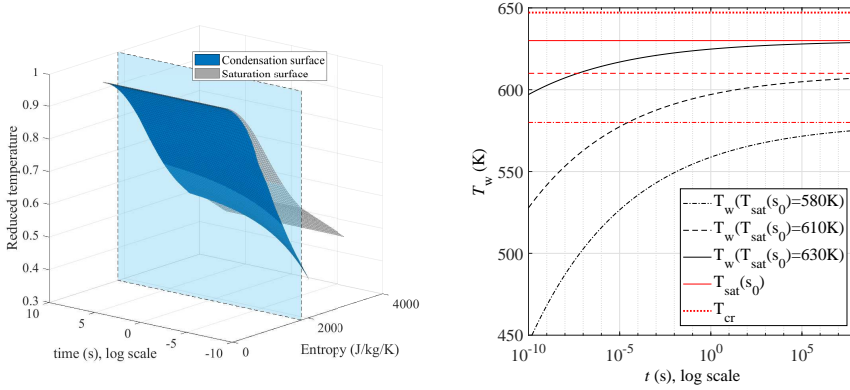 Condensation surface
Saturation surface
Reduced temperature
1
0.9
0.8
0.7
0.6
0.5
0.4
0.3
10
5
0
-5
-10
0
2000
4000
time (s), log scale
Entropy (J/kg/K)
T_w (K)
650
600
550
500
450
T_w(T_sat(s_0)=580K)
T_w(T_sat(s_0)=610K)
T_w(T_sat(s_0)=630K)
T_sat(s_0)
T_cr
10^-10
10^-5
10^0
10^5
t (s), log scale